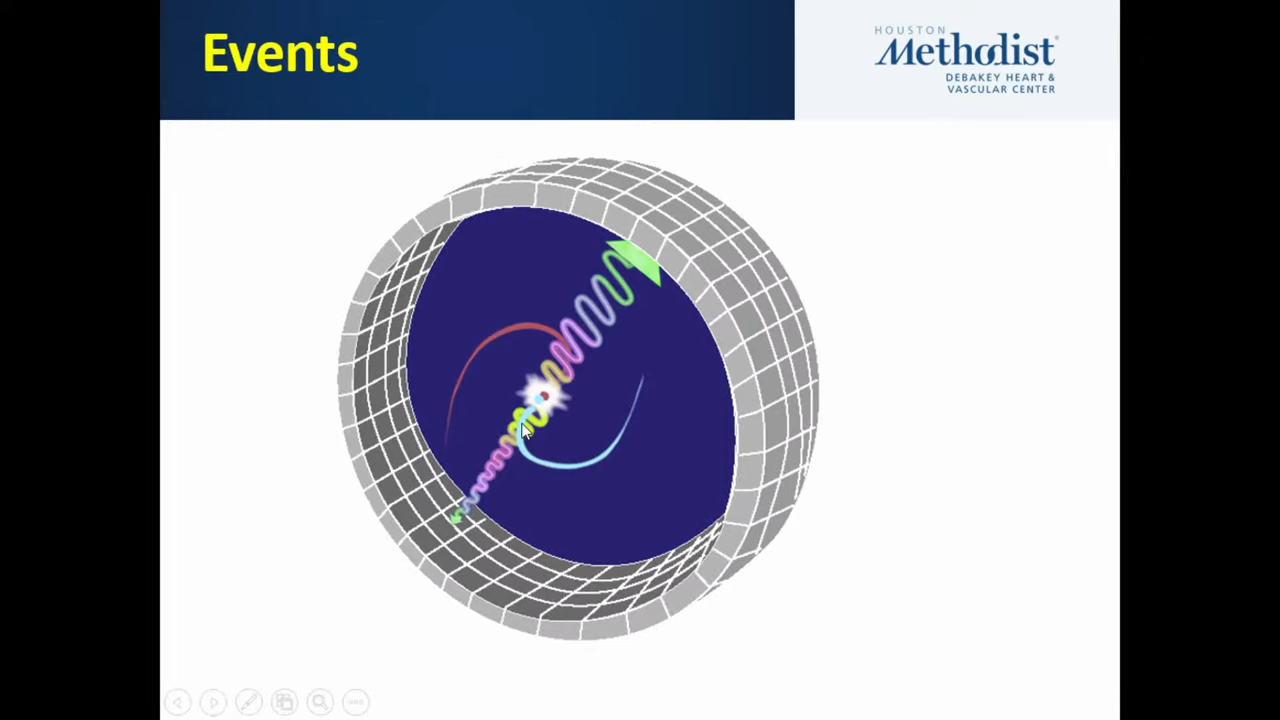 Events
HOUSTON
Methodist
DEBAKEY HEART &
VASCULAR CENTER